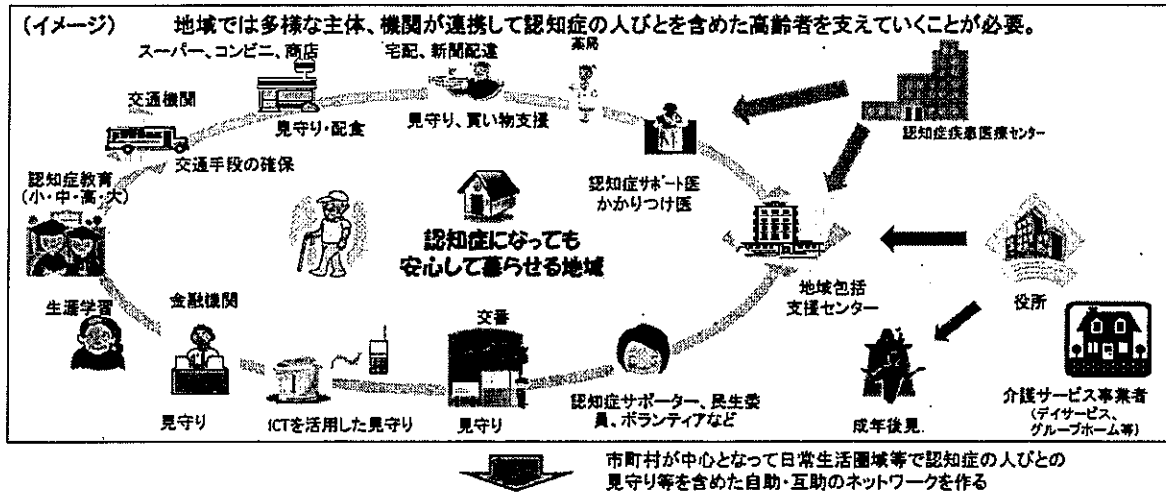 (イメージ) 地域では多様な主体、機関が連携して認知症の人びとを含めた高齢者を支えていくことが必要。
スーパー、コンビニ、商店
宅配、新聞配達
薬局
交通機関
見守り・配食
見守り、買い物支援
認知症疾患医療センター
交通手段の確保
認知症教育
(小・中・高・大)
認知症サポート医
かかりつけ医
認知症になっても
安心して暮らせる地域
生涯学習
金融機関
交番
地域包括
支援センター
役所
見守り
ICTを活用した見守り
見守り
認知症サポーター、民生委
員、ボランティアなど
成年後見
介護サービス事業者
(デイサービス、
グループホーム等)
市町村が中心となって日常生活圏域等で認知症の人びとの
見守り等を含めた自助・互助のネットワークを作る